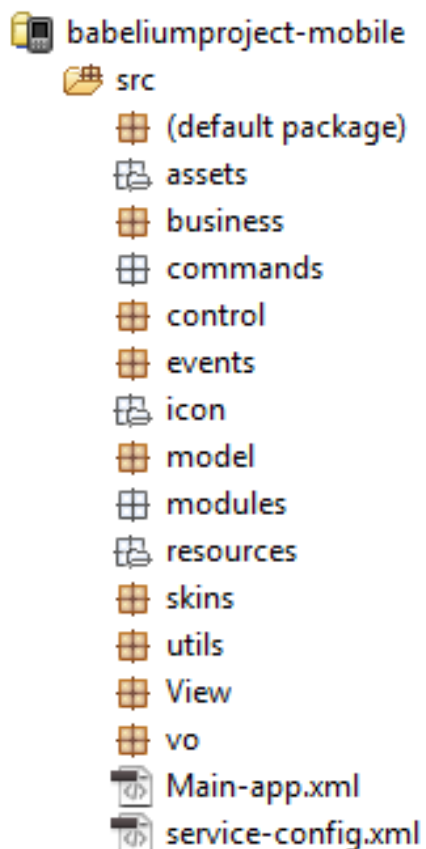 babeliumproject-mobile
src
(default package)
assets
business
commands
control
events
icon
model
modules
resources
skins
utils
View
vo
Main-app.xml
service-config.xml